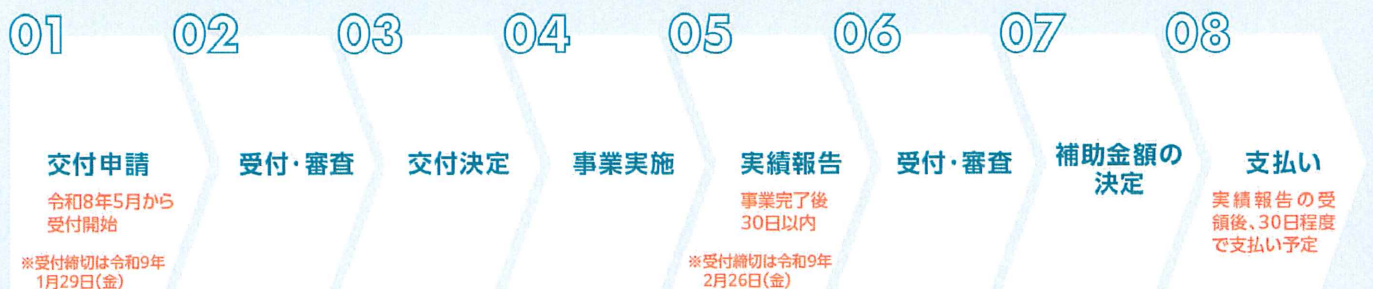 01
交付申請
令和8年5月から
受付開始
※受付締切は令和9年
1月29日(金)
02
受付・審査
03
交付決定
04
事業実施
05
実績報告
事業完了後
30日以内
※受付締切は令和9年
2月26日(金)
06
受付・審査
07
補助金額の
決定
08
支払い
実績報告の受
領後、30日程度
で支払い予定